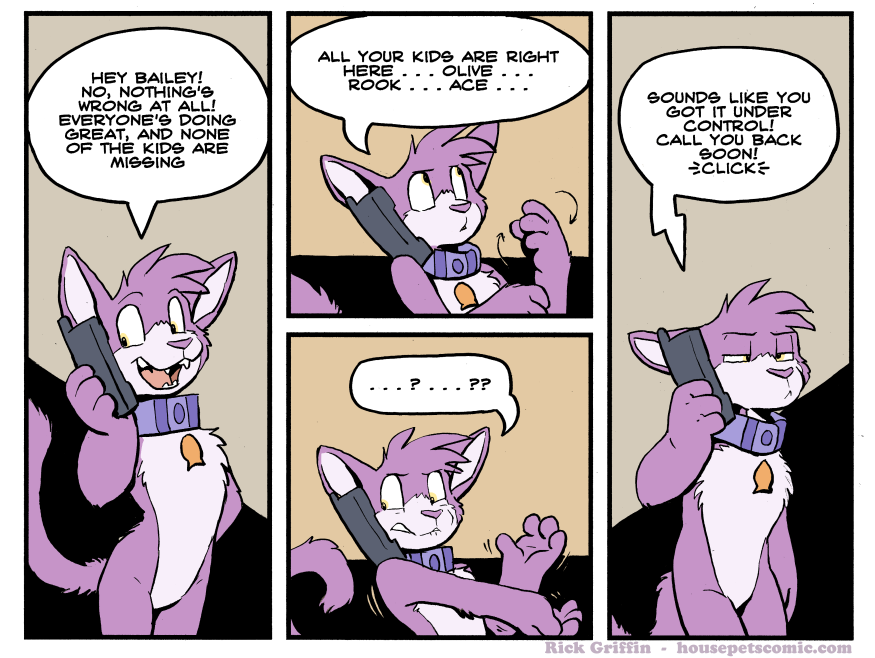 HEY BAILEY!
NO, NOTHING'S
WRONG AT ALL!
EVERYONE'S DOING
GREAT, AND NONE
OF THE KIDS ARE
MISSING
ALL YOUR KIDS ARE RIGHT
HERE . . . OLIVE . . .
ROOK . . . ACE . . .
. . . ? . . . ??
SOUNDS LIKE YOU
GOT IT UNDER
CONTROL!
CALL YOU BACK
SOON!
CLICK
Rick Griffin - housepetscomic.com